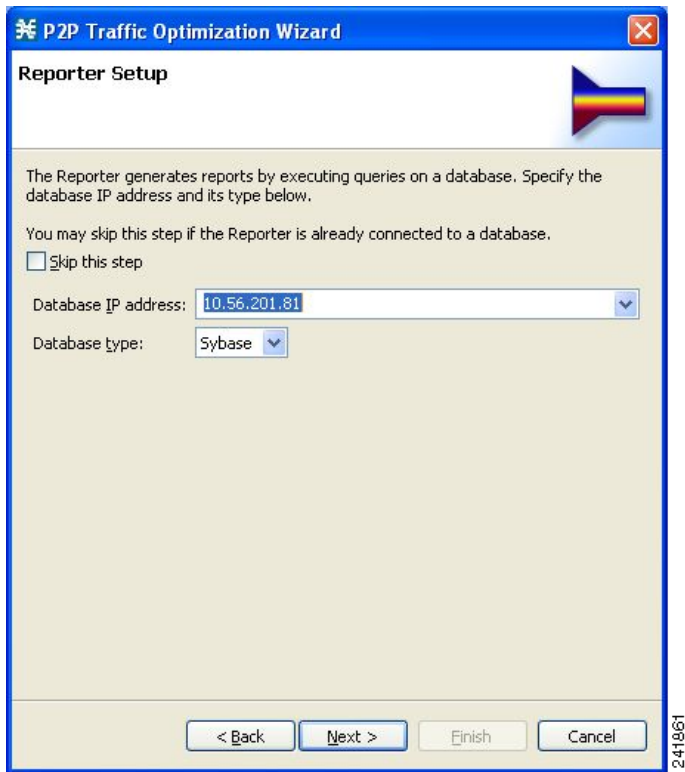 P2P Traffic Optimization Wizard
Reporter Setup
The Reporter generates reports by executing queries on a database. Specify the
database IP address and its type below.
You may skip this step if the Reporter is already connected to a database.
Skip this step
Database IP address: 10.56.201.81
Database type: Sybase
< Back Next > Finish Cancel
241861